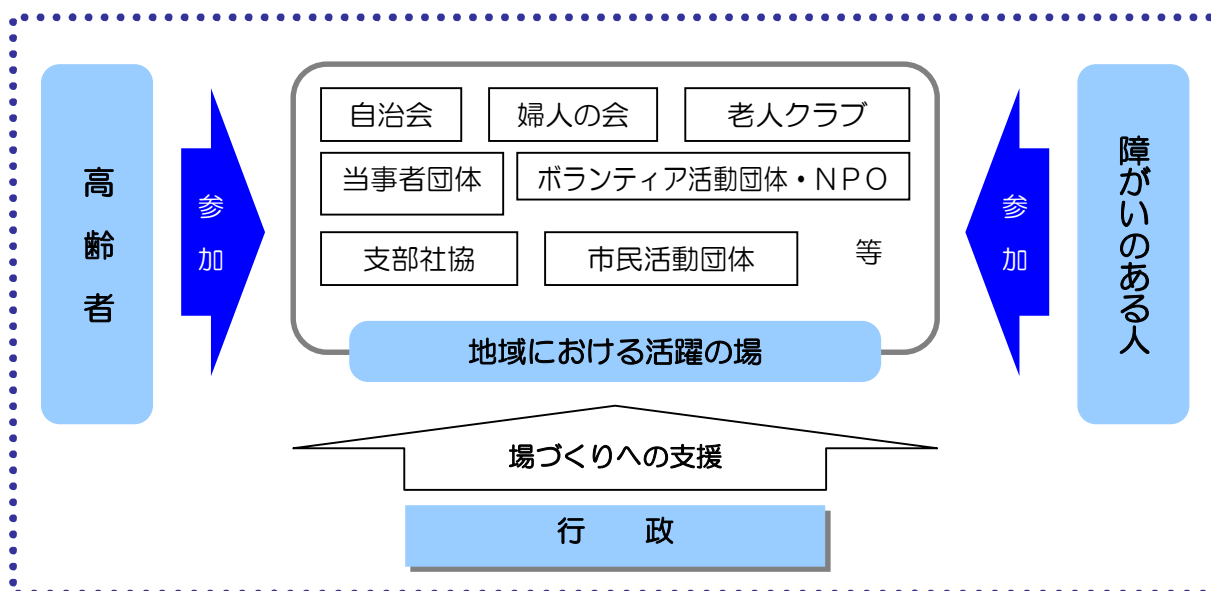 高齢者
参加
自治会
婦人の会
老人クラブ
当事者団体
ボランティア活動団体・ＮＰＯ
支部社協
市民活動団体
等
地域における活躍の場
参加
障がいのある人
場づくりへの支援
行　政